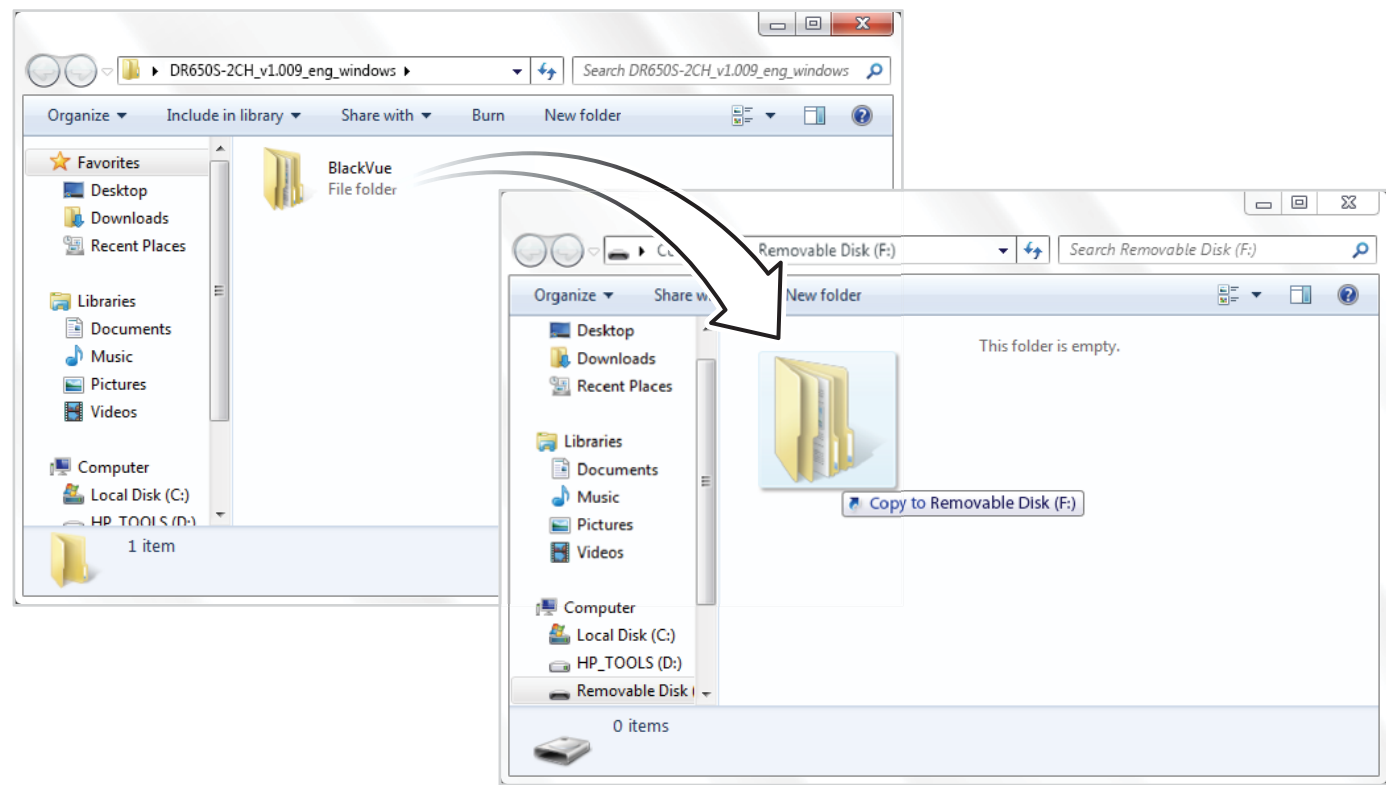 DR650S-2CH_v1.009_eng_windows
Search DR650S-2CH_v1.009_eng_windows
Organize Include in library Share with Burn New folder
Favorites
Desktop
Downloads
Recent Places
Libraries
Documents
Music
Pictures
Videos
Computer
Local Disk (C:)
HP_TOOLS (D:)
BlackVue
File folder
1 item
Removable Disk (F:)
Search Removable Disk (F:)
Organize Share New folder
Desktop
Downloads
Recent Places
Libraries
Documents
Music
Pictures
Videos
Computer
Local Disk (C:)
HP_TOOLS (D:)
Removable Disk (
This folder is empty.
Copy to Removable Disk (F:)
0 items